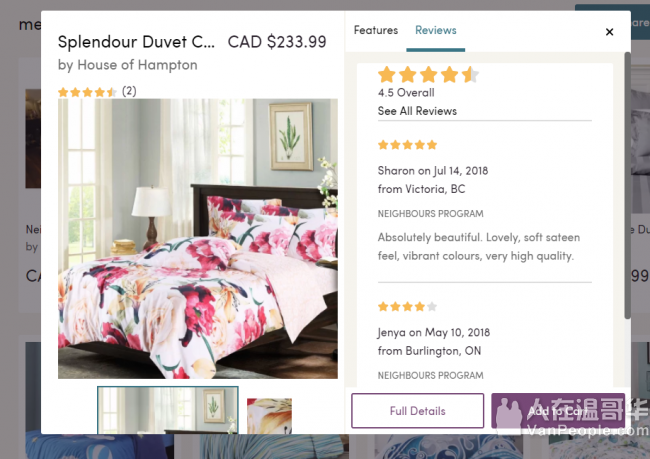 me
are
Splendour Duvet C... CAD $233.99
by House of Hampton
(2)
Features
Reviews
×
4.5 Overall
See All Reviews
Sharon on Jul 14, 2018
from Victoria, BC
NEIGHBOURS PROGRAM
Absolutely beautiful. Lovely, soft sateen
feel, vibrant colours, very high quality.
Jenya on May 10, 2018
from Burlington, ON
NEIGHBOURS PROGRAM
Full Details
Add to Cart
Nei
by
CA
e Du
99
人在温哥华
VanPeople.com